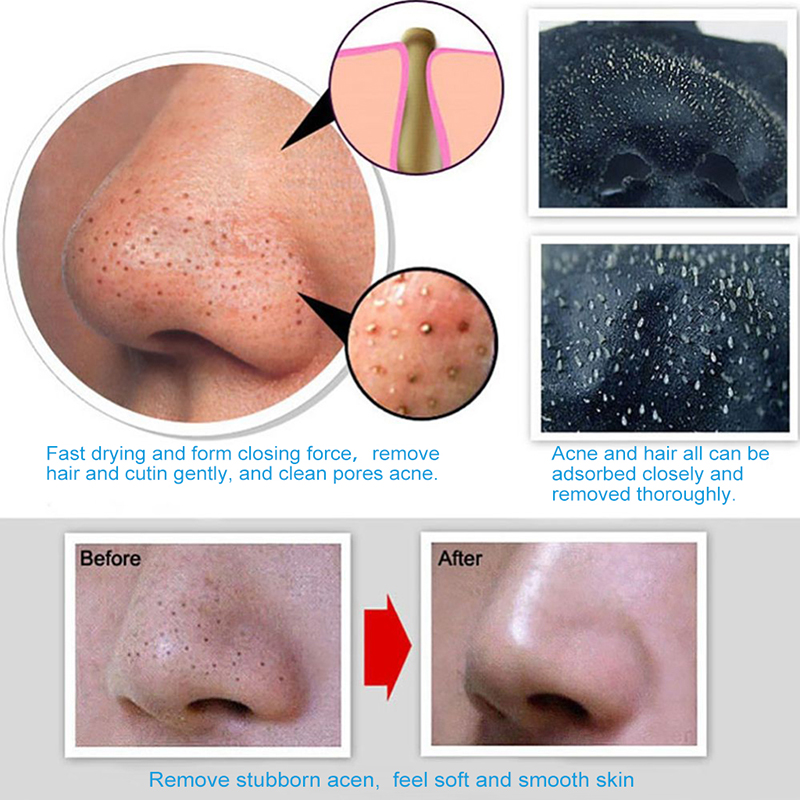 Fast drying and form closing force,  remove
hair and cutin gently, and clean pores acne.
Acne and hair all can be
adsorbed closely and
removed thoroughly.
Before
After
Remove stubborn acen,  feel soft and smooth skin